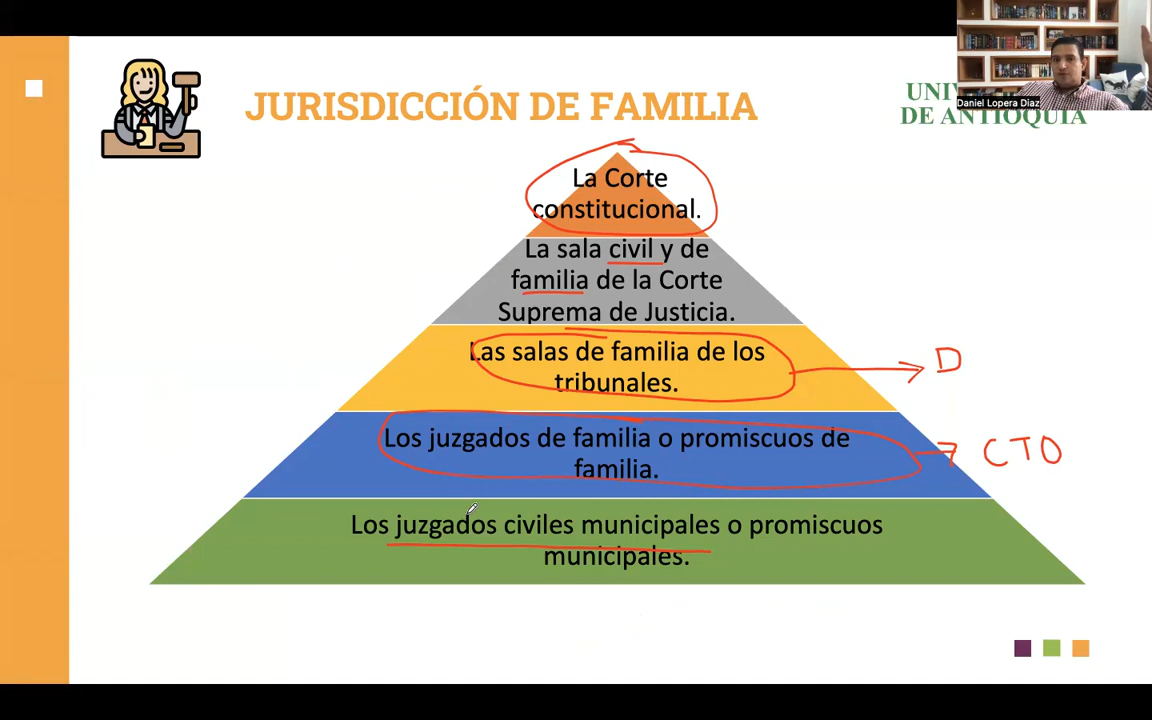 JURISDICCIÓN DE FAMILIA
DE ANTIOQUIA
Daniel Lopera Diaz
La Corte
constitucional.
La sala civil y de
familia de la Corte
Suprema de Justicia.
Las salas de familia de los
tribunales.
D
Los juzgados de familia o promiscuos de
familia.
CTO
Los juzgados civiles municipales o promiscuos
municipales.